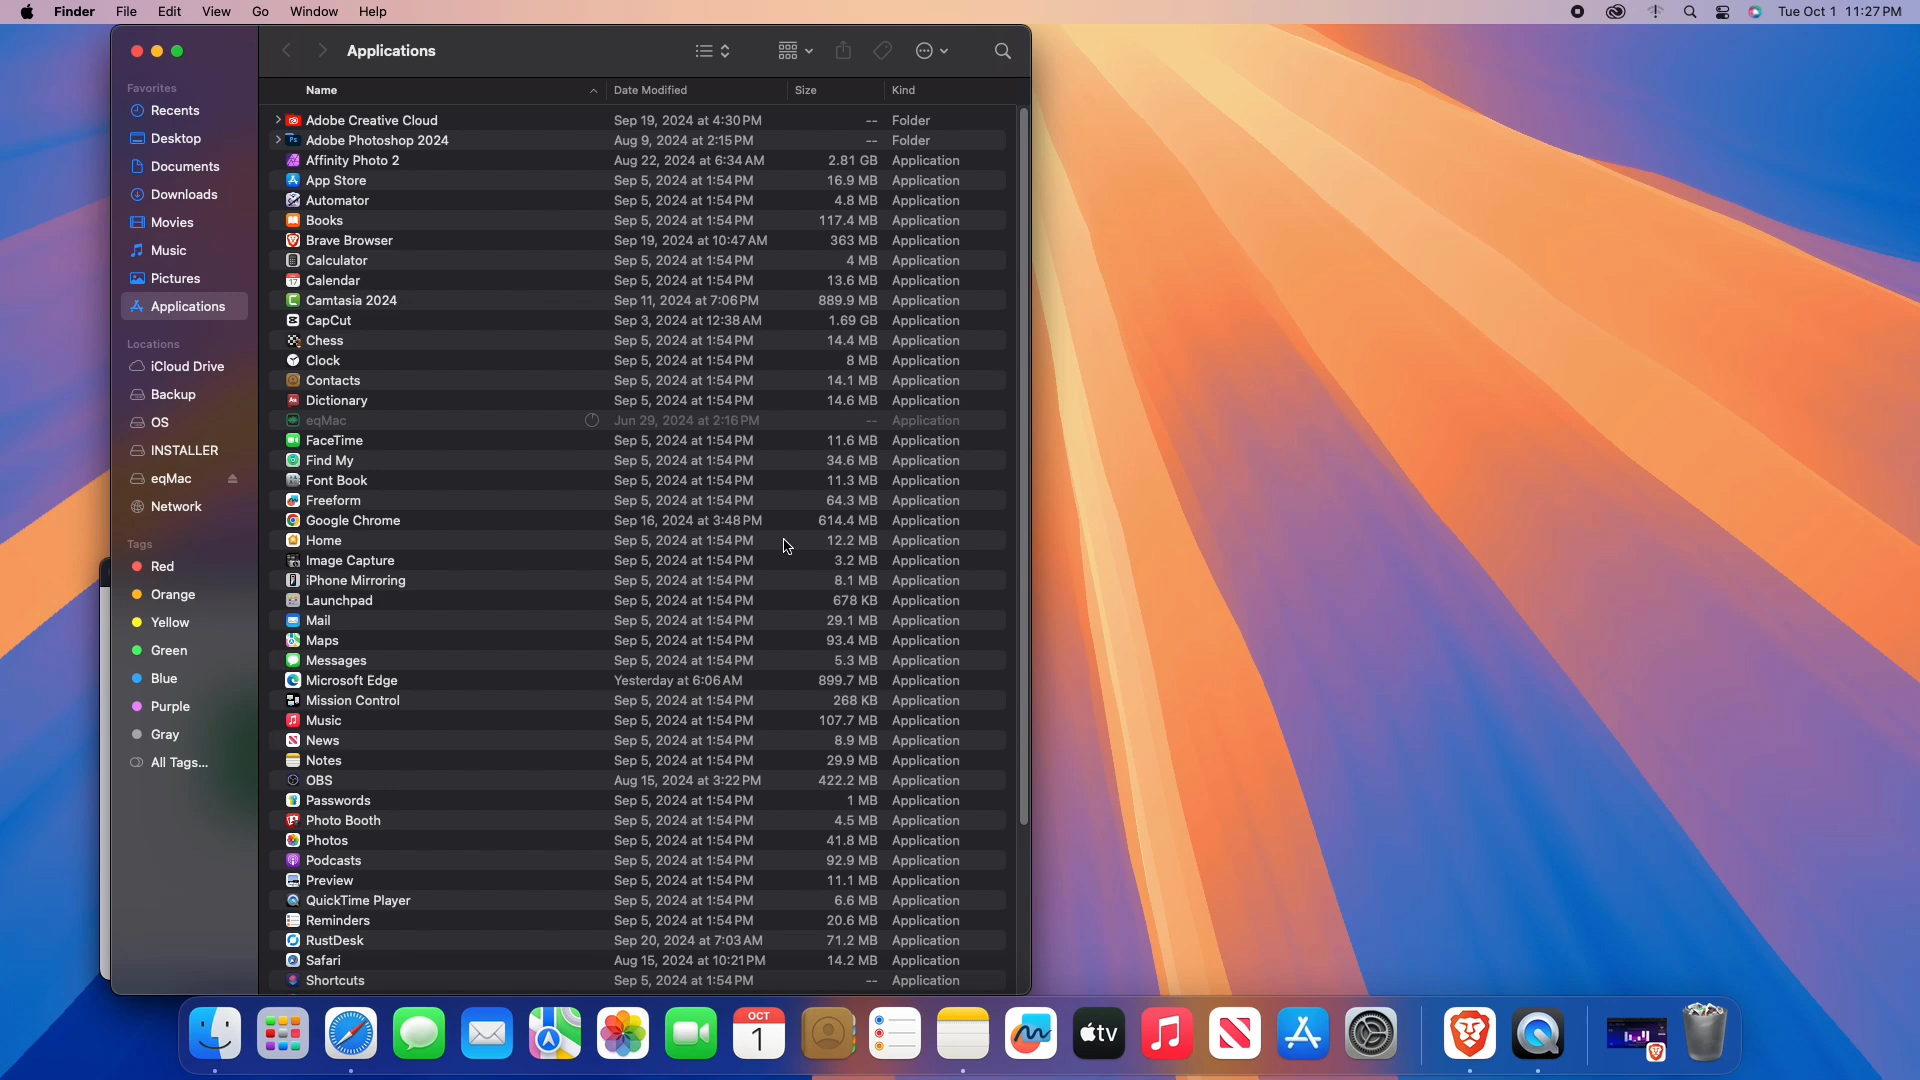 Finder File Edit View Go Window Help Tue Oct 1 11:27 PM
Applications
Favorites
Recents
Desktop
Documents
Downloads
Movies
Music
Pictures
Applications
Locations
iCloud Drive
Backup
OS
INSTALLER
eqMac
Network
Tags
Red
Orange
Yellow
Green
Blue
Purple
Gray
All Tags...
Name Date Modified Size Kind
Adobe Creative Cloud Sep 19, 2024 at 4:30 PM -- Folder
Adobe Photoshop 2024 Aug 9, 2024 at 2:15 PM -- Folder
Affinity Photo 2 Aug 22, 2024 at 6:34 AM 2.81 GB Application
App Store Sep 5, 2024 at 1:54 PM 16.9 MB Application
Automator Sep 5, 2024 at 1:54 PM 4.8 MB Application
Books Sep 5, 2024 at 1:54 PM 117.4 MB Application
Brave Browser Sep 19, 2024 at 10:47 AM 363 MB Application
Calculator Sep 5, 2024 at 1:54 PM 4 MB Application
Calendar Sep 5, 2024 at 1:54 PM 13.6 MB Application
Camtasia 2024 Sep 11, 2024 at 7:06 PM 889.9 MB Application
CapCut Sep 3, 2024 at 12:38 AM 1.69 GB Application
Chess Sep 5, 2024 at 1:54 PM 14.4 MB Application
Clock Sep 5, 2024 at 1:54 PM 8 MB Application
Contacts Sep 5, 2024 at 1:54 PM 14.1 MB Application
Dictionary Sep 5, 2024 at 1:54 PM 14.6 MB Application
eqMac Jun 29, 2024 at 2:16 PM -- Application
FaceTime Sep 5, 2024 at 1:54 PM 11.6 MB Application
Find My Sep 5, 2024 at 1:54 PM 34.6 MB Application
Font Book Sep 5, 2024 at 1:54 PM 11.3 MB Application
Freeform Sep 5, 2024 at 1:54 PM 64.3 MB Application
Google Chrome Sep 16, 2024 at 3:48 PM 614.4 MB Application
Home Sep 5, 2024 at 1:54 PM 12.2 MB Application
Image Capture Sep 5, 2024 at 1:54 PM 3.2 MB Application
iPhone Mirroring Sep 5, 2024 at 1:54 PM 8.1 MB Application
Launchpad Sep 5, 2024 at 1:54 PM 678 KB Application
Mail Sep 5, 2024 at 1:54 PM 29.1 MB Application
Maps Sep 5, 2024 at 1:54 PM 93.4 MB Application
Messages Sep 5, 2024 at 1:54 PM 5.3 MB Application
Microsoft Edge Yesterday at 6:06 AM 899.7 MB Application
Mission Control Sep 5, 2024 at 1:54 PM 268 KB Application
Music Sep 5, 2024 at 1:54 PM 107.7 MB Application
News Sep 5, 2024 at 1:54 PM 8.9 MB Application
Notes Sep 5, 2024 at 1:54 PM 29.9 MB Application
OBS Aug 15, 2024 at 3:22 PM 422.2 MB Application
Passwords Sep 5, 2024 at 1:54 PM 1 MB Application
Photo Booth Sep 5, 2024 at 1:54 PM 4.5 MB Application
Photos Sep 5, 2024 at 1:54 PM 41.8 MB Application
Podcasts Sep 5, 2024 at 1:54 PM 92.9 MB Application
Preview Sep 5, 2024 at 1:54 PM 11.1 MB Application
QuickTime Player Sep 5, 2024 at 1:54 PM 6.6 MB Application
Reminders Sep 5, 2024 at 1:54 PM 20.6 MB Application
RustDesk Sep 20, 2024 at 7:03 AM 71.2 MB Application
Safari Aug 15, 2024 at 10:21 PM 14.2 MB Application
Shortcuts Sep 5, 2024 at 1:54 PM -- Application
OCT
1
tv